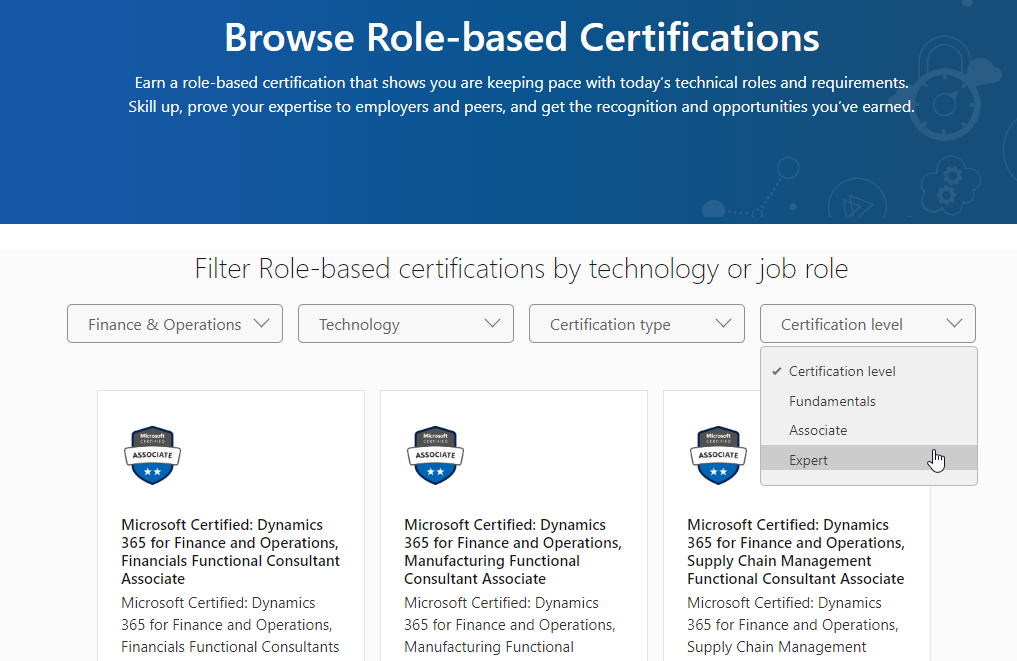 Browse Role-based Certifications
Earn a role-based certification that shows you are keeping pace with today's technical roles and requirements.
Skill up, prove your expertise to employers and peers, and get the recognition and opportunities you've earned.
Filter Role-based certifications by technology or job role
Finance & Operations
Technology
Certification type
Certification level
✓ Certification level
Fundamentals
Associate
Expert
Microsoft
CERTIFIED
ASSOCIATE
Microsoft Certified: Dynamics
365 for Finance and Operations,
Financials Functional Consultant
Associate
Microsoft Certified: Dynamics
365 for Finance and Operations,
Financials Functional Consultants
Microsoft
CERTIFIED
ASSOCIATE
Microsoft Certified: Dynamics
365 for Finance and Operations,
Manufacturing Functional
Consultant Associate
Microsoft Certified: Dynamics
365 for Finance and Operations,
Manufacturing Functional
Microsoft
CERTIFIED
ASSOCIATE
Microsoft Certified: Dynamics
365 for Finance and Operations,
Supply Chain Management
Functional Consultant Associate
Microsoft Certified: Dynamics
365 for Finance and Operations,
Supply Chain Management